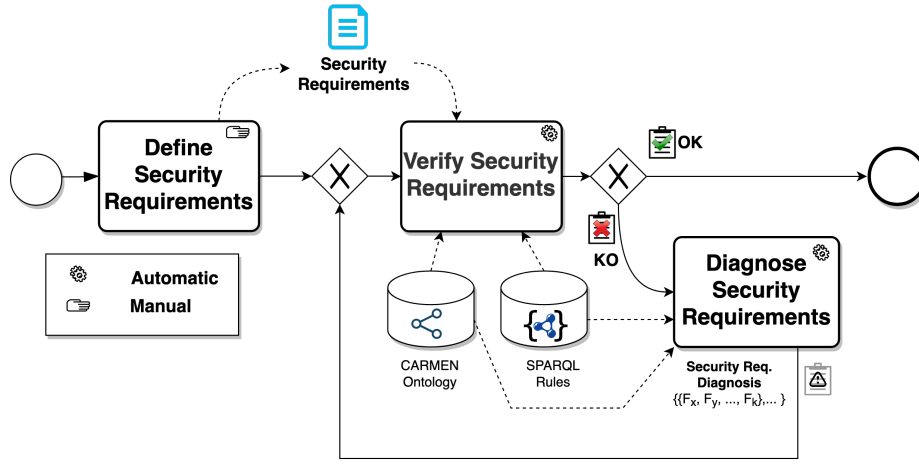 Security
Requirements
Define
Security
Requirements
X
Verify Security
Requirements
X
OK
KO
Automatic
Manual
Diagnose
Security
Requirements
{ }
CARMEN
Ontology
SPARQL
Rules
Security Req.
Diagnosis
{{Fx, Fy, ..., Fk},... }